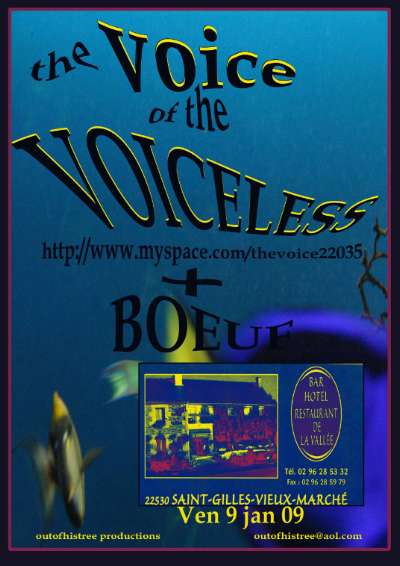 the Voice
of the
VOICELESS
http://www.myspace.com/thevoice22035
+
BOEUF
BAR
HOTEL
RESTAURANT
DE
LA VALLÉE
Tél. 02 96 28 53 32
Fax : 02 96 28 59 79
22530 SAINT-GILLES-VIEUX-MARCHÉ
Ven 9 jan 09
outofhistree productions
outofhistree@aol.com